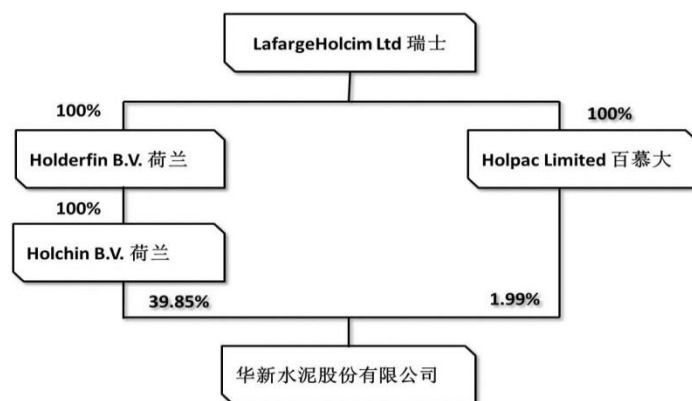 LafargeHolcim Ltd 瑞士
100%
100%
Holderfin B.V. 荷兰
Holpac Limited 百慕大
100%
Holchin B.V. 荷兰
39.85%
1.99%
华新水泥股份有限公司